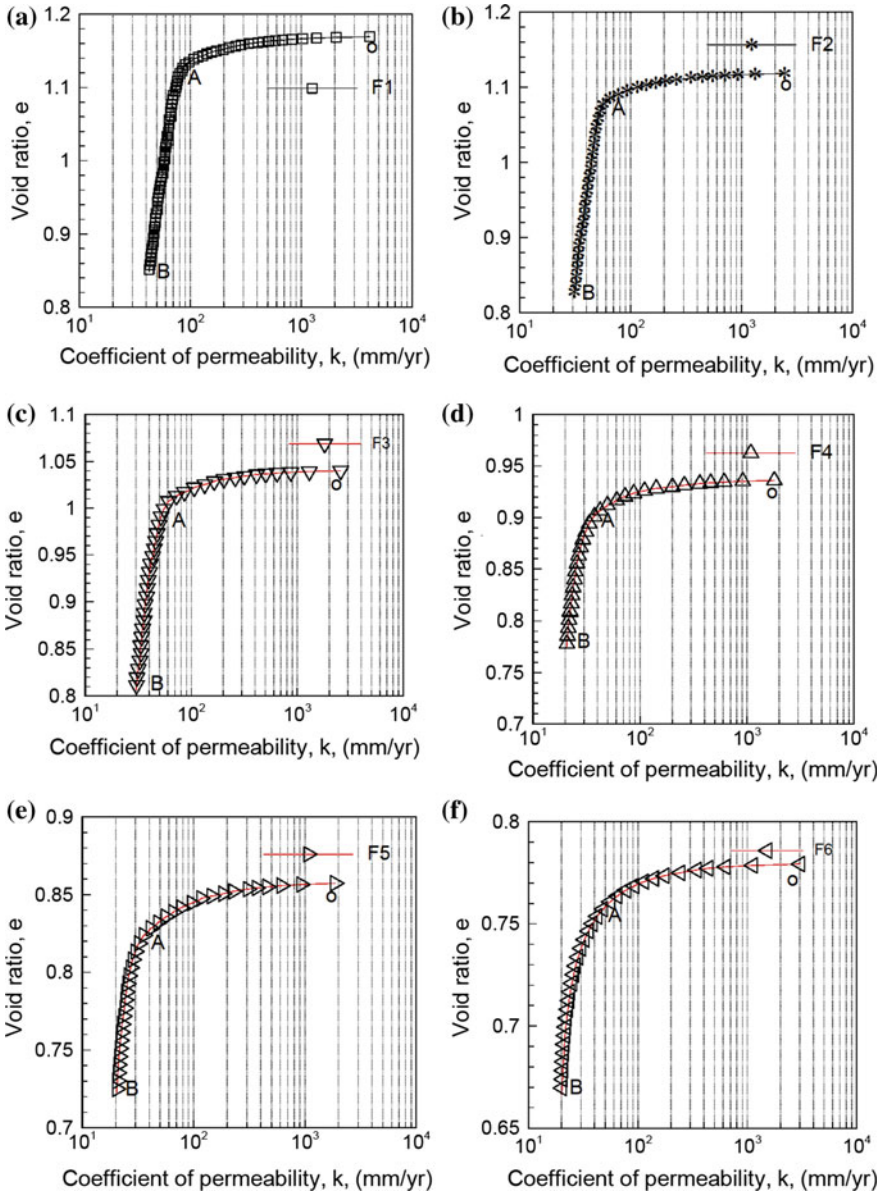 (a)
1.2
1.1
1
0.9
0.8
Void ratio, e
O
A
F1
B
10¹ 10² 10³ 10⁴
Coefficient of permeability, k, (mm/yr)
(b)
1.2
1.1
1.0
0.9
0.8
Void ratio, e
F2
O
A
B
10¹ 10² 10³ 10⁴
Coefficient of permeability, k, (mm/yr)
(c)
1.1
1.05
1.0
0.95
0.9
0.85
0.8
Void ratio, e
F3
O
A
B
10¹ 10² 10³ 10⁴
Coefficient of permeability, k, (mm/yr)
(d)
1
0.95
0.9
0.85
0.8
0.75
0.7
Void ratio, e
F4
O
A
B
10¹ 10² 10³ 10⁴
Coefficient of permeability, k, (mm/yr)
(e)
0.9
0.85
0.8
0.75
0.7
Void ratio, e
F5
O
A
B
10¹ 10² 10³ 10⁴
Coefficient of permeability, k, (mm/yr)
(f)
0.8
0.75
0.7
0.65
Void ratio, e
F6
O
A
B
10¹ 10² 10³ 10⁴
Coefficient of permeability, k, (mm/yr)